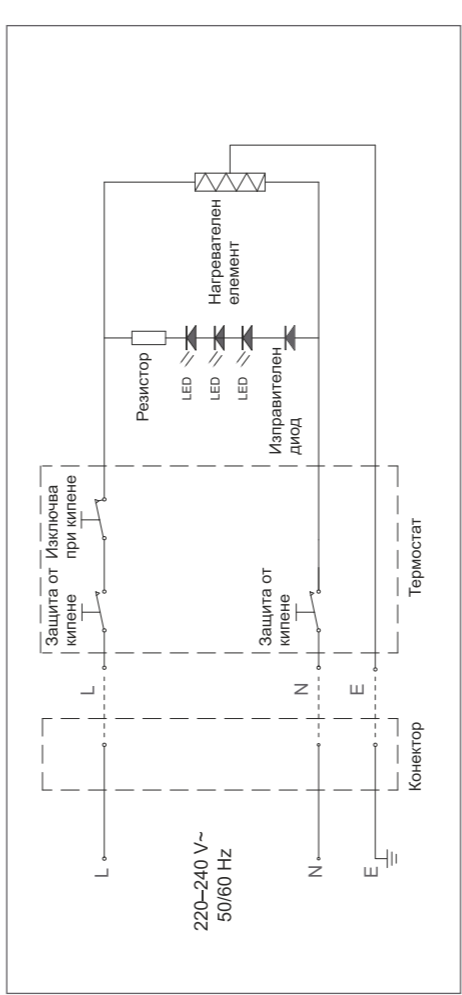 L
N
E
220–240 V~
50/60 Hz
Конектор
L
N
E
Защита от
кипене
Изключва
при кипене
Защита от
кипене
Термостат
Резистор
LED
LED
LED
Изправителен
диод
Нагревателен
елемент